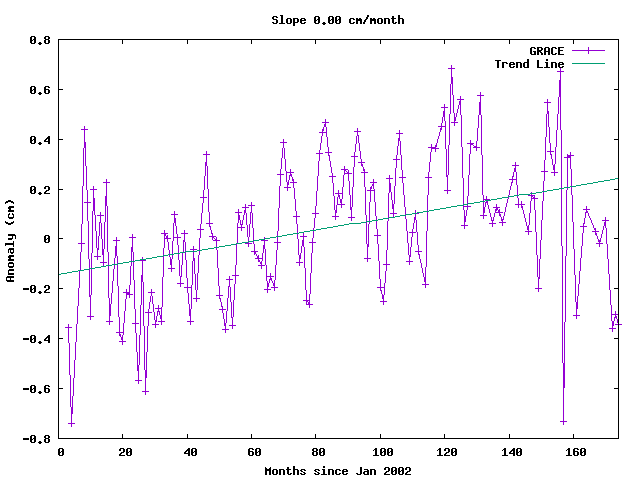 Slope 0.00 cm/month
GRACE
Trend Line
0.8
0.6
0.4
0.2
0
-0.2
-0.4
-0.6
-0.8
Anomaly (cm)
0 20 40 60 80 100 120 140 160
Months since Jan 2002